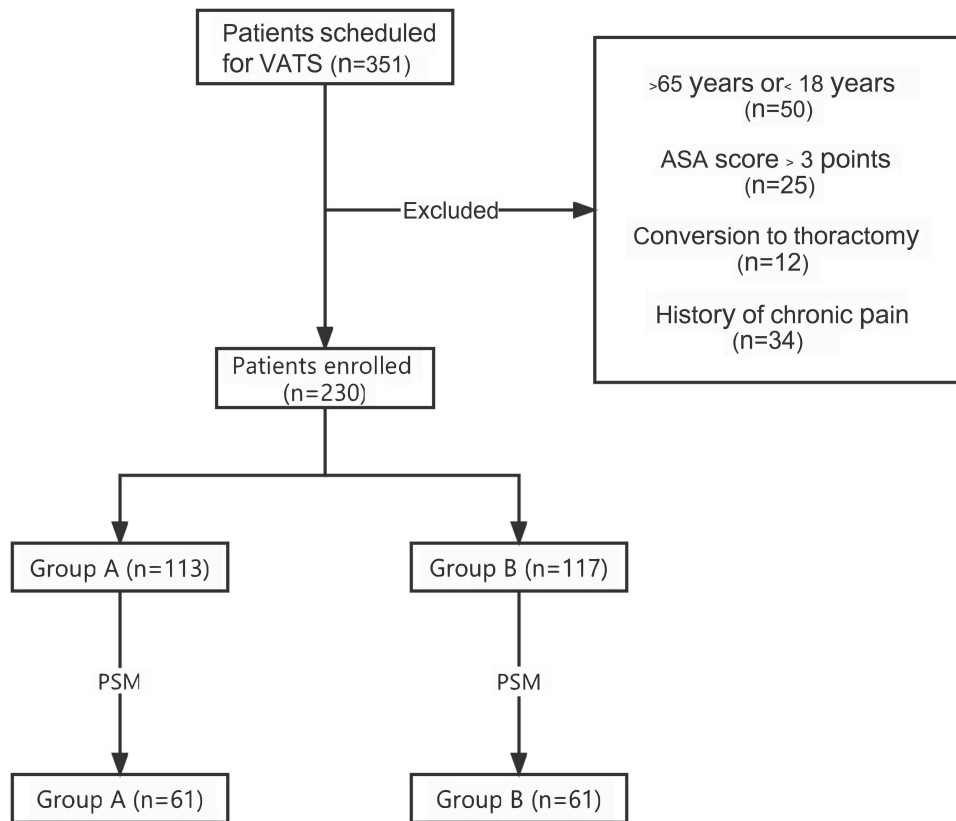 Patients scheduled
for VATS (n=351)
>65 years or< 18 years
(n=50)
ASA score > 3 points
(n=25)
Excluded
Conversion to thoractomy
(n=12)
History of chronic pain
(n=34)
Patients enrolled
(n=230)
Group A (n=113)
Group B (n=117)
PSM
PSM
Group A (n=61)
Group B (n=61)